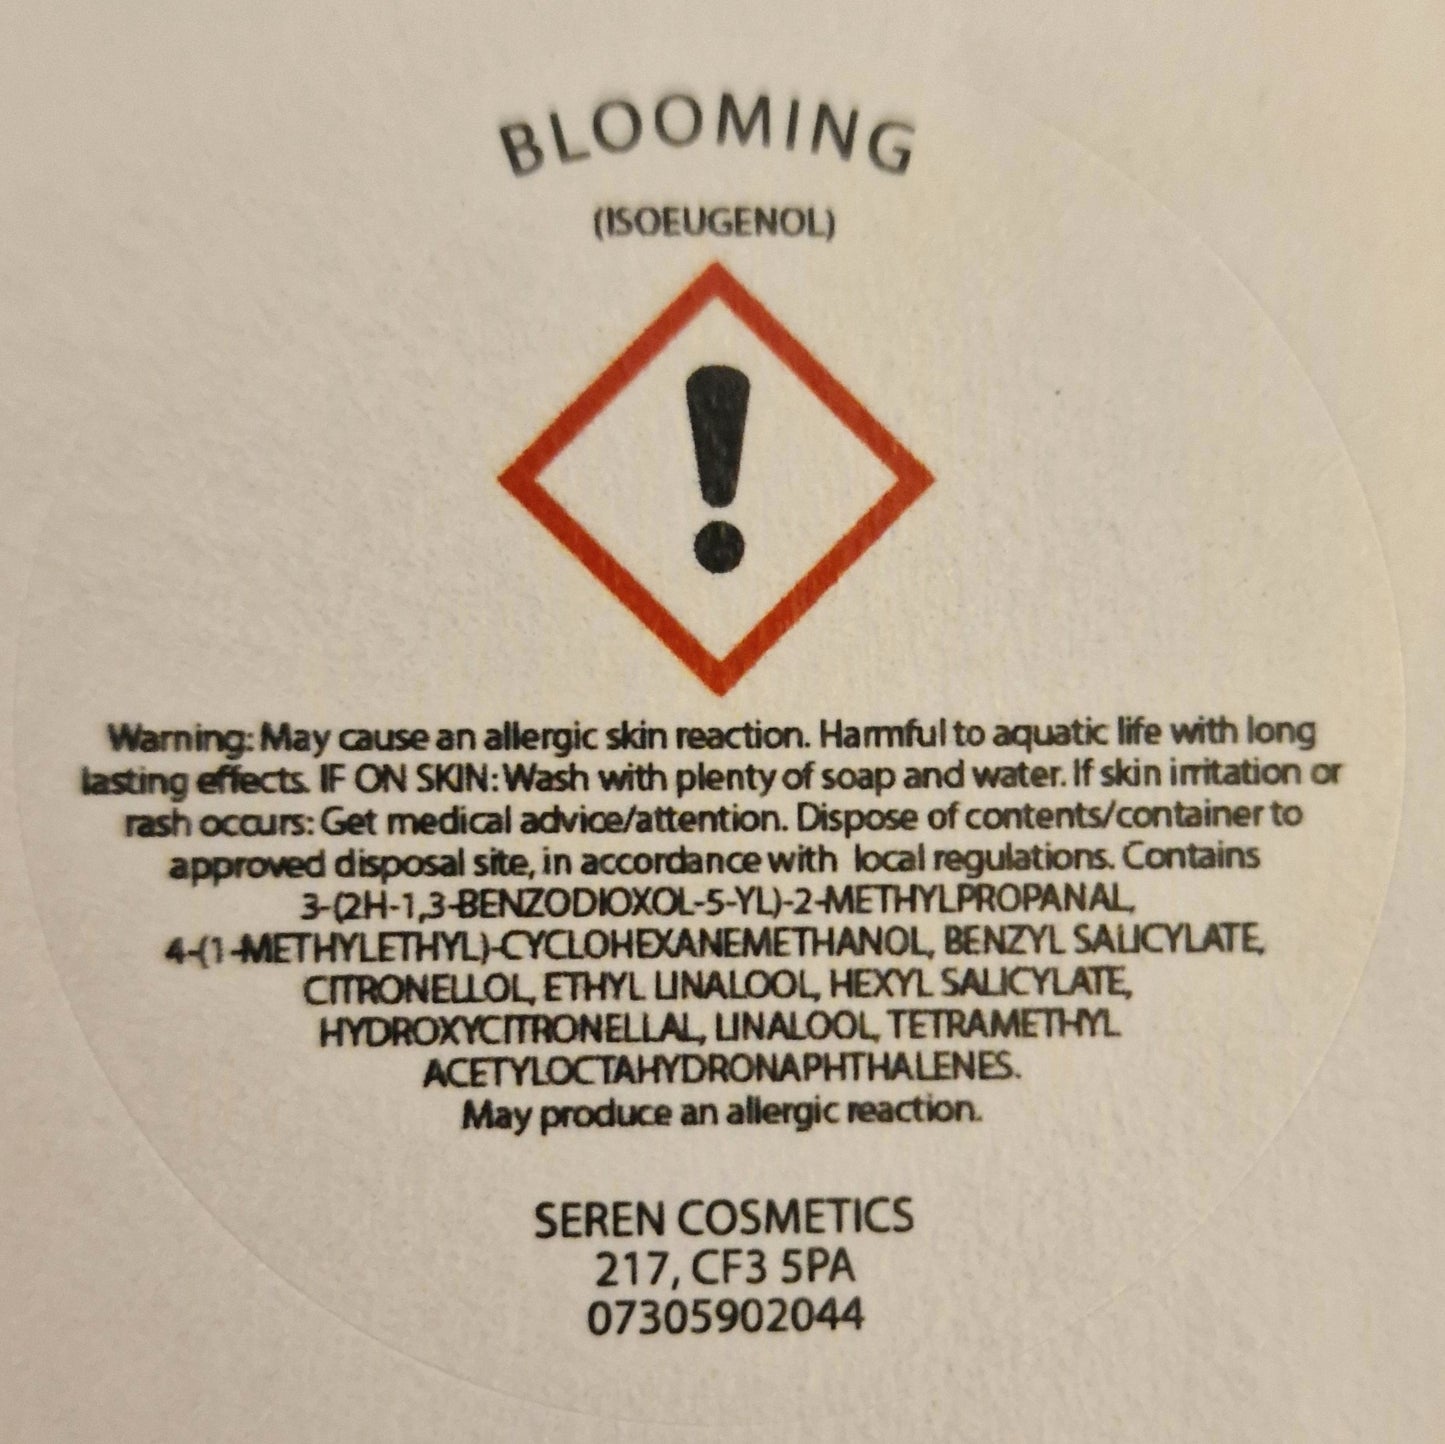 BLOOMING
(ISOEUGENOL)
Warning: May cause an allergic skin reaction. Harmful to aquatic life with long
lasting effects. IF ON SKIN: Wash with plenty of soap and water. If skin irritation or
rash occurs: Get medical advice/attention. Dispose of contents/container to
approved disposal site, in accordance with local regulations. Contains
3-(2H-1,3-BENZODIOXOL-5-YL)-2-METHYLPROPANAL,
4-(1-METHYLETHYL)-CYCLOHEXANEMETHANOL, BENZYL SALICYLATE,
CITRONELLOL, ETHYL LINALOOL, HEXYL SALICYLATE,
HYDROXYCITRONELLAL, LINALOOL, TETRAMETHYL
ACETYLOCTAHYDRONAPHTHALENES.
May produce an allergic reaction.
SEREN COSMETICS
217, CF3 5PA
07305902044